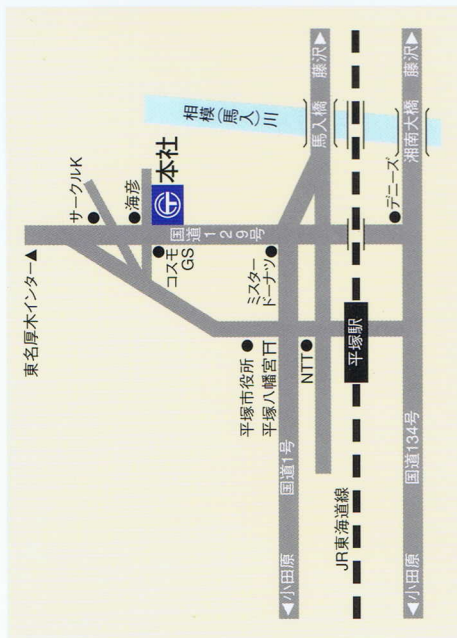 東名厚木インター▲
サークルK
海彦
本社
相模(馬入)川
国道129号
コスモ
GS
ミスター
ドーナツ
平塚市役所
平塚八幡宮
NTT
◀小田原
国道1号
馬入橋
藤沢▶
JR東海道線
平塚駅
デニーズ
◀小田原
国道134号
湘南大橋
藤沢▶